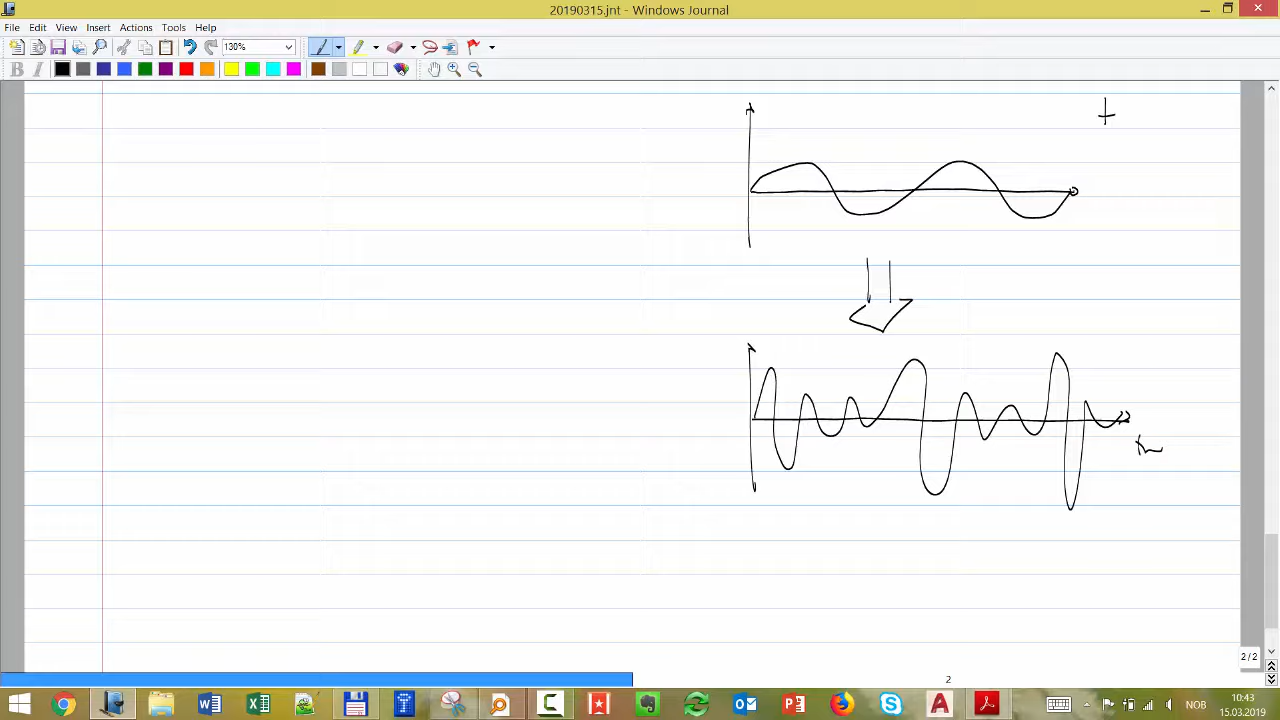 20190315.jnt - Windows Journal
File Edit View Insert Actions Tools Help
130%
t
2 / 2
2
10:43
NOB
15.03.2019